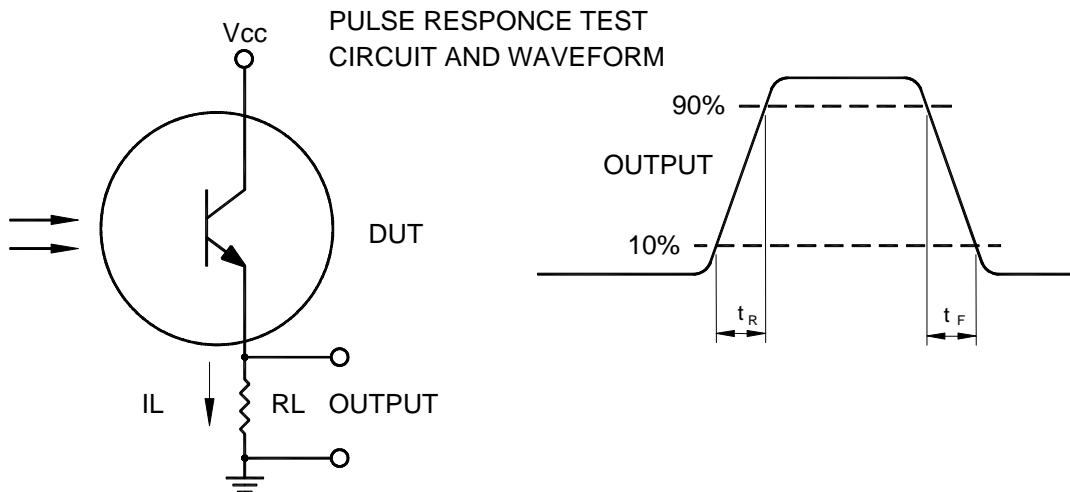 PULSE RESPONCE TEST
CIRCUIT AND WAVEFORM
Vcc
DUT
IL
RL
OUTPUT
90%
OUTPUT
10%
t R
t F